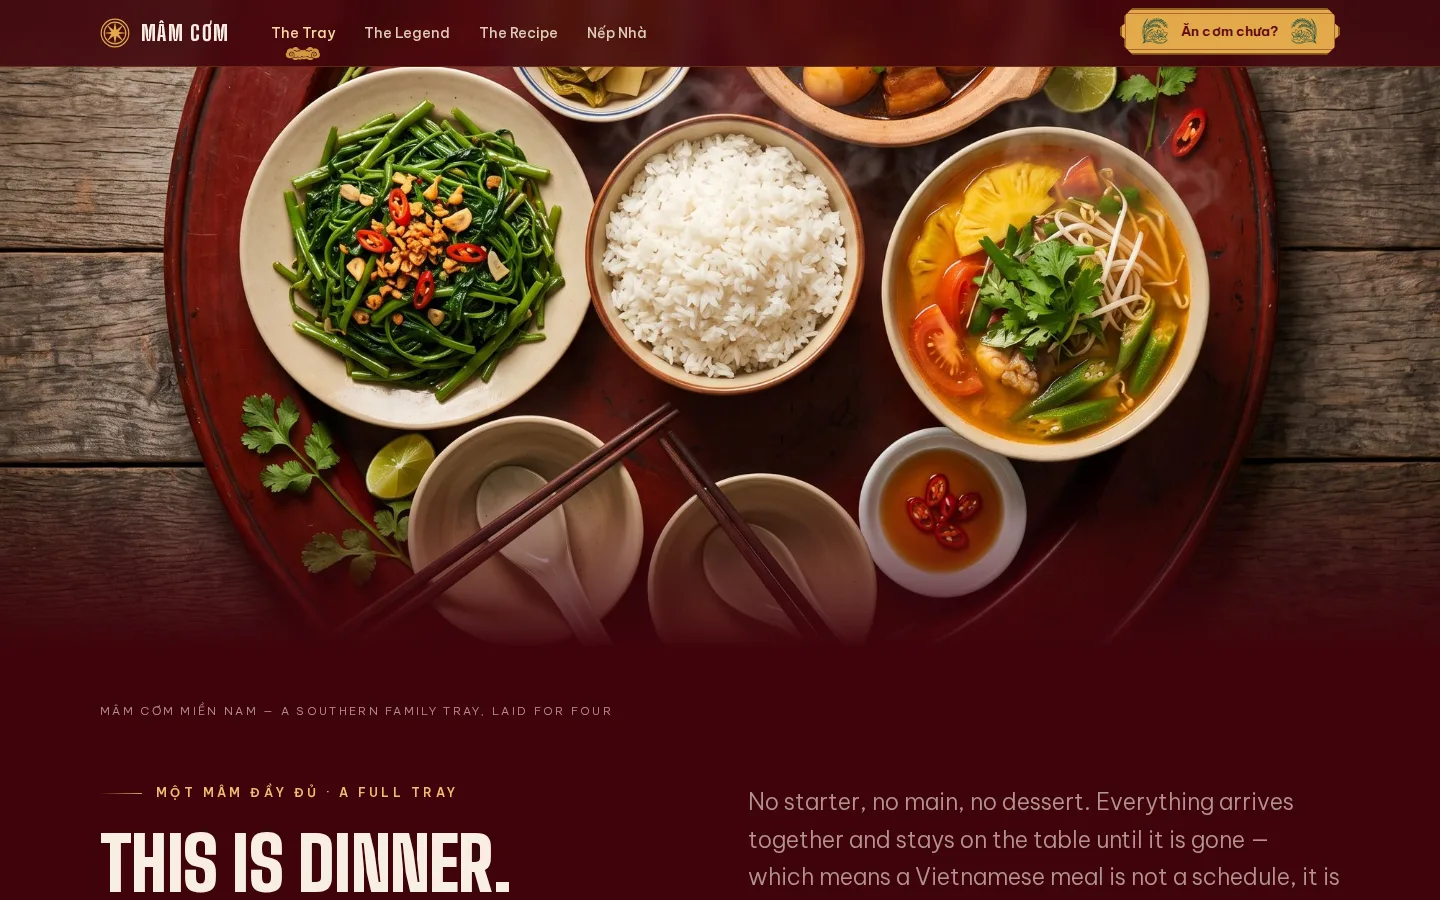 MÂM CƠM
The Tray
The Legend
The Recipe
Nếp Nhà
Ăn cơm chưa?
MÂM CƠM MIỀN NAM — A SOUTHERN FAMILY TRAY, LAID FOR FOUR
MỘT MÂM ĐẦY ĐỦ · A FULL TRAY
THIS IS DINNER.
No starter, no main, no dessert. Everything arrives
together and stays on the table until it is gone —
which means a Vietnamese meal is not a schedule, it is